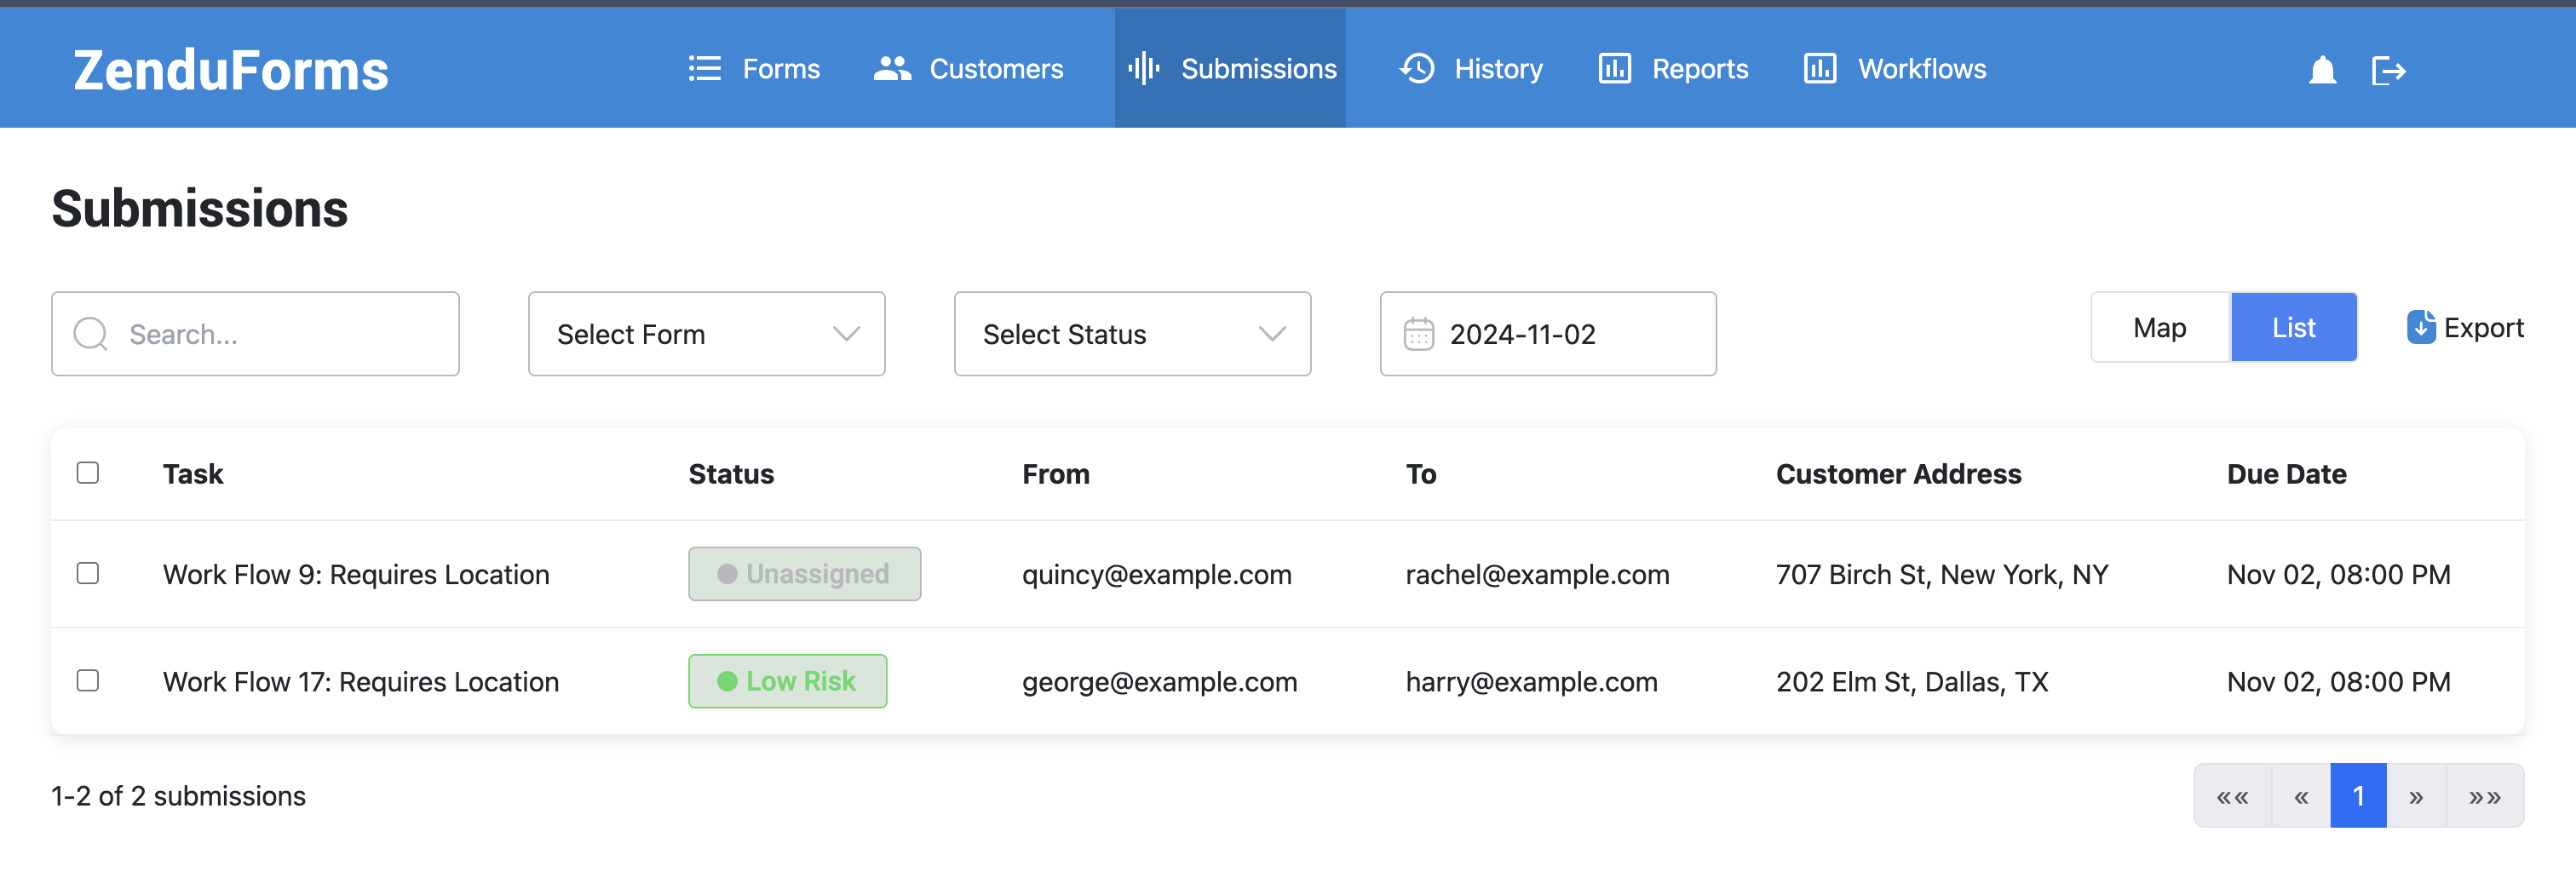 ZenduForms
Forms
Customers
Submissions
History
Reports
Workflows
Submissions
Search...
Select Form
Select Status
2024-11-02
Map
List
Export
Task Status From To Customer Address Due Date
Work Flow 9: Requires Location Unassigned quincy@example.com rachel@example.com 707 Birch St, New York, NY Nov 02, 08:00 PM
Work Flow 17: Requires Location Low Risk george@example.com harry@example.com 202 Elm St, Dallas, TX Nov 02, 08:00 PM
1-2 of 2 submissions
«« « 1 » »»